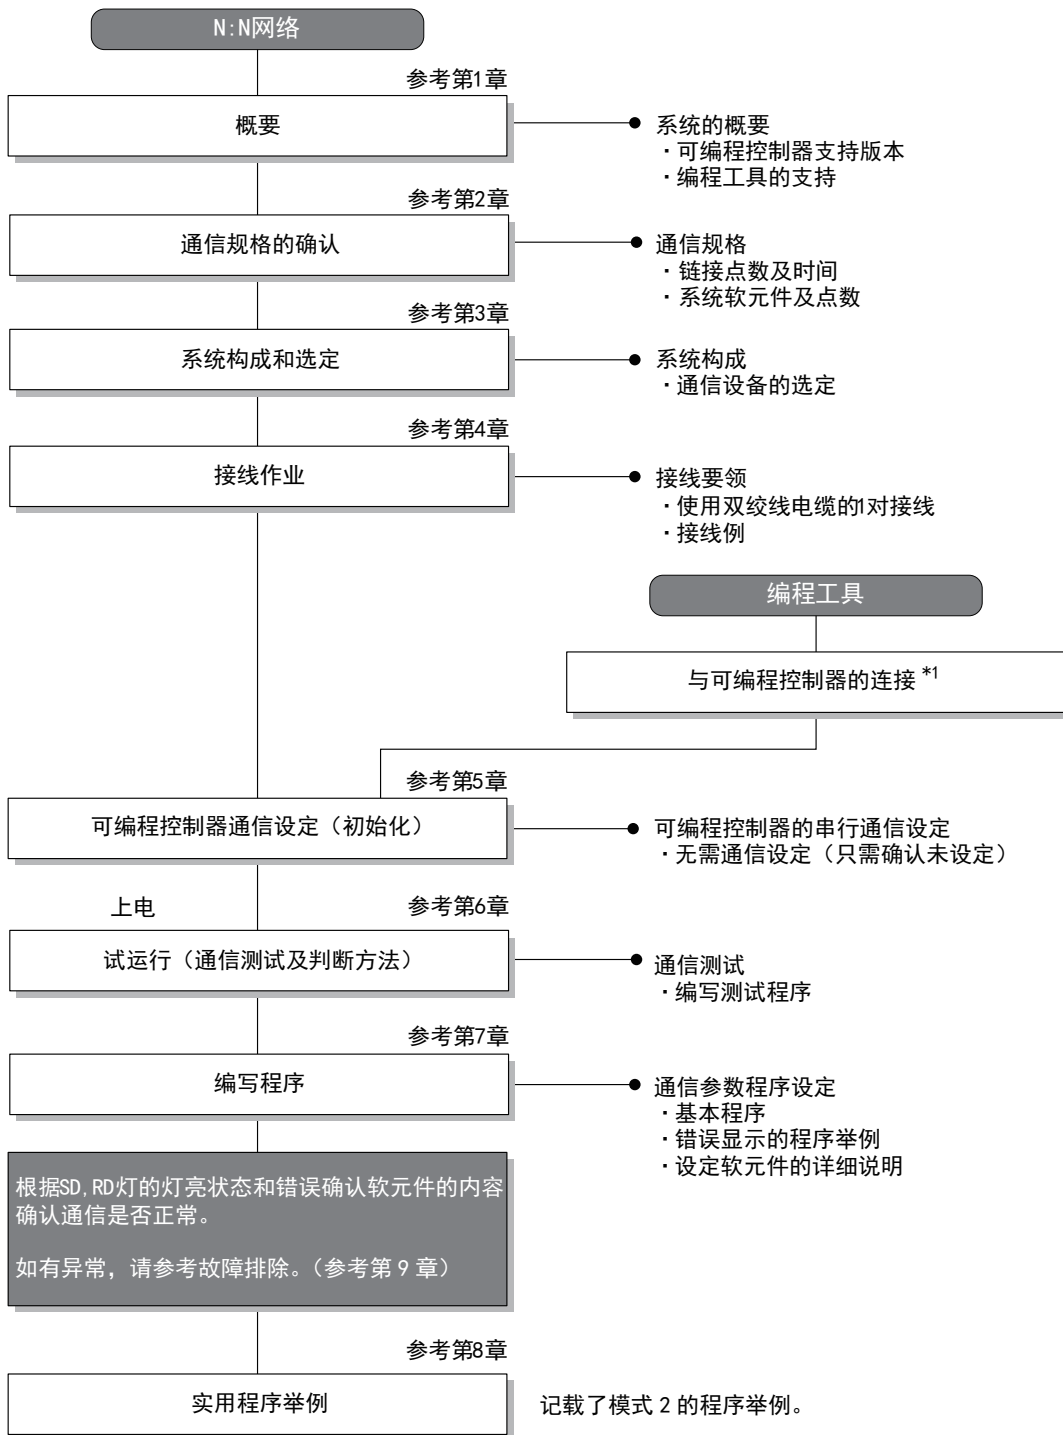 N:N网络
参考第1章
概要
系统的概要
·可编程控制器支持版本
·编程工具的支持
参考第2章
通信规格的确认
通信规格
·链接点数及时间
·系统软元件及点数
参考第3章
系统构成和选定
系统构成
·通信设备的选定
参考第4章
接线作业
接线要领
·使用双绞线电缆的1对接线
·接线例
编程工具
与可编程控制器的连接 *1
参考第5章
可编程控制器通信设定（初始化）
可编程控制器的串行通信设定
·无需通信设定（只需确认未设定）
上电
参考第6章
试运行（通信测试及判断方法）
通信测试
·编写测试程序
参考第7章
编写程序
通信参数程序设定
·基本程序
·错误显示的程序举例
·设定软元件的详细说明
根据SD,RD灯的灯亮状态和错误确认软元件的内容
确认通信是否正常。
如有异常，请参考故障排除。（参考第 9 章）
参考第8章
实用程序举例
记载了模式 2 的程序举例。